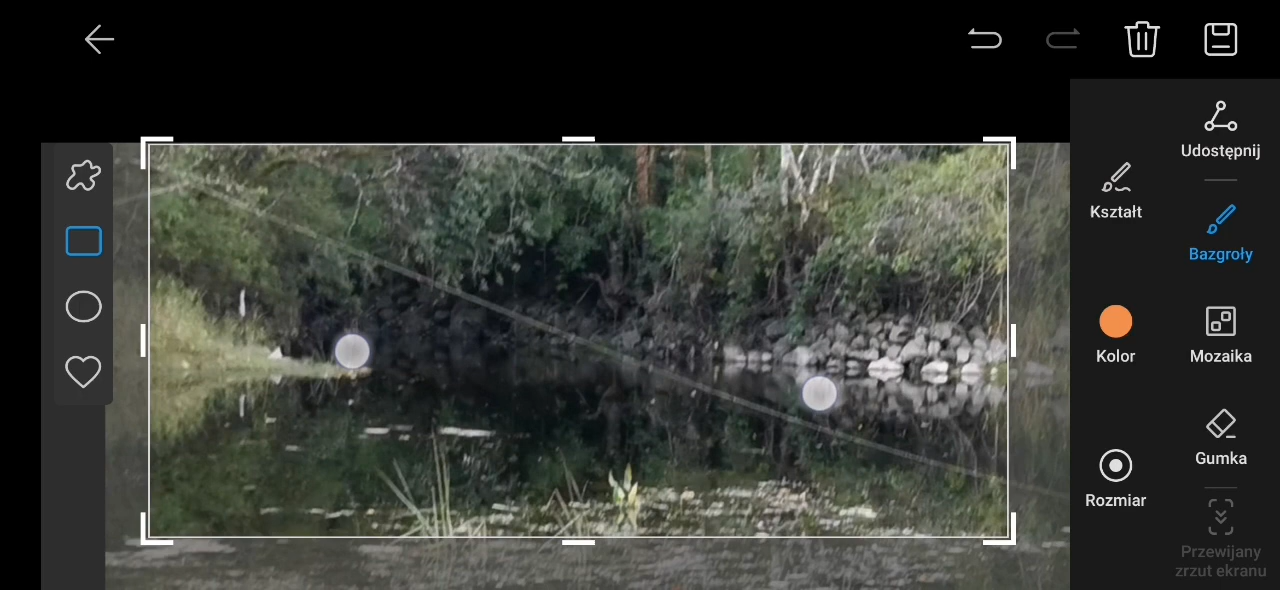 Udostępnij
Kształt
Bazgroły
Kolor
Mozaika
Gumka
Rozmiar
Przewijany
zrzut ekranu